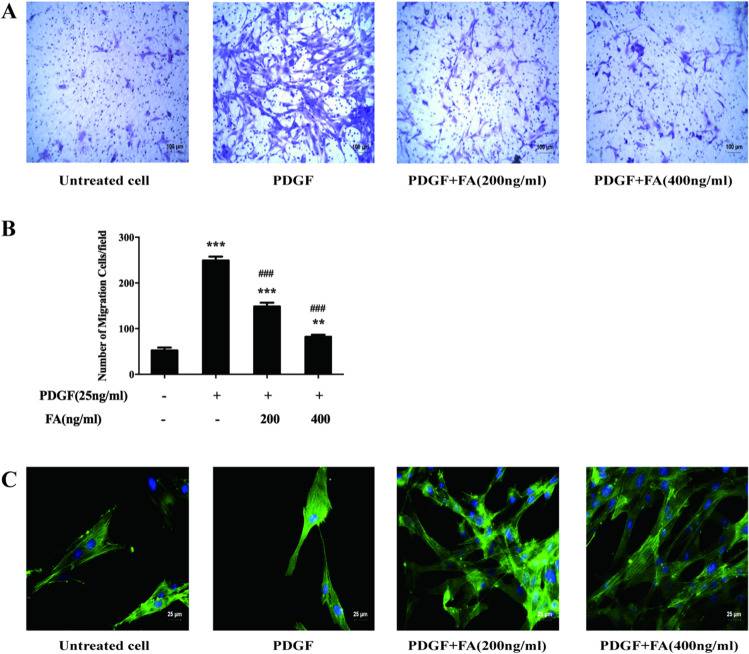 A
100 μm
100 μm
100 μm
100 μm
Untreated cell
PDGF
PDGF+FA(200ng/ml)
PDGF+FA(400ng/ml)
B
Number of Migration Cells/field
300
200
100
0
***
###
***
###
**
PDGF(25ng/ml) - + + +
FA(ng/ml) - - 200 400
C
25 μm
25 μm
25 μm
25 μm
Untreated cell
PDGF
PDGF+FA(200ng/ml)
PDGF+FA(400ng/ml)